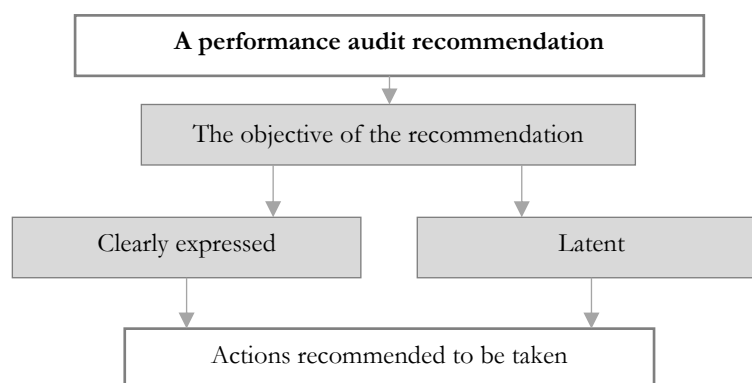 A performance audit recommendation
The objective of the recommendation
Clearly expressed
Latent
Actions recommended to be taken